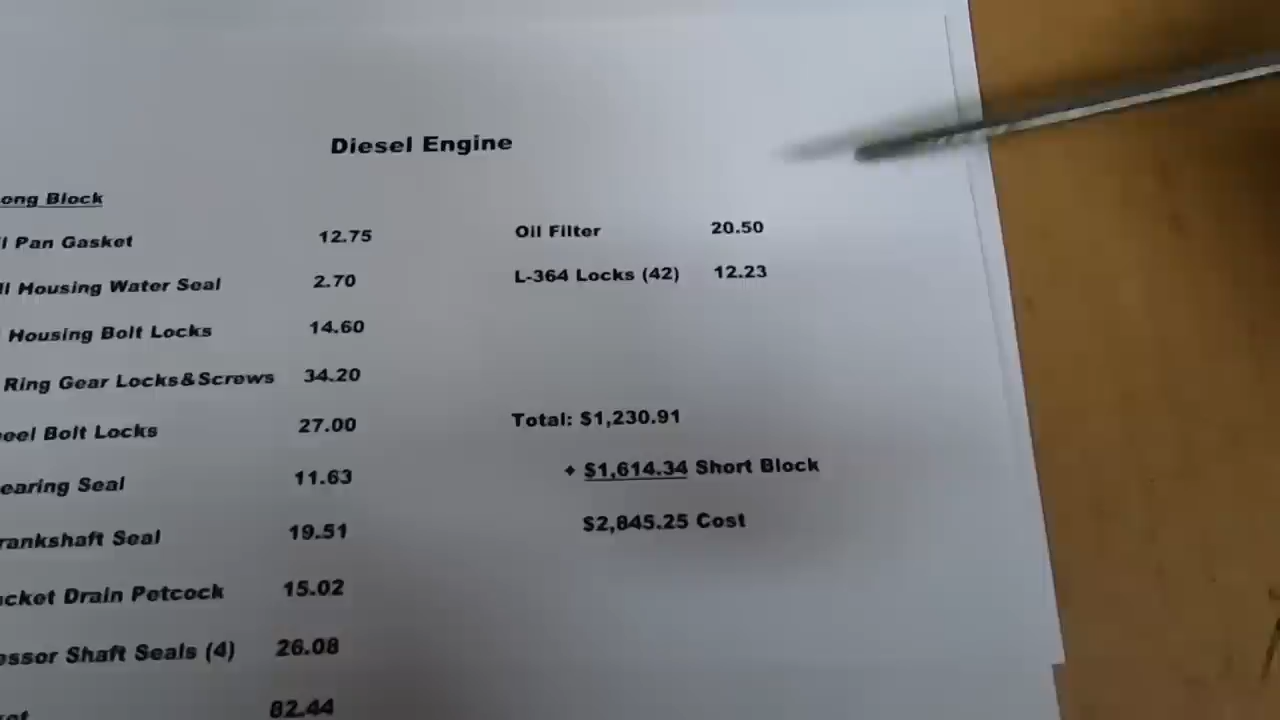 Diesel Engine
ong Block
l Pan Gasket 12.75
ll Housing Water Seal 2.70
Housing Bolt Locks 14.60
Ring Gear Locks&Screws 34.20
eel Bolt Locks 27.00
earing Seal 11.63
rankshaft Seal 19.51
cket Drain Petcock 15.02
essor Shaft Seals (4) 26.08
82.44
Oil Filter 20.50
L-364 Locks (42) 12.23
Total: $1,230.91
+ $1,614.34 Short Block
$2,845.25 Cost